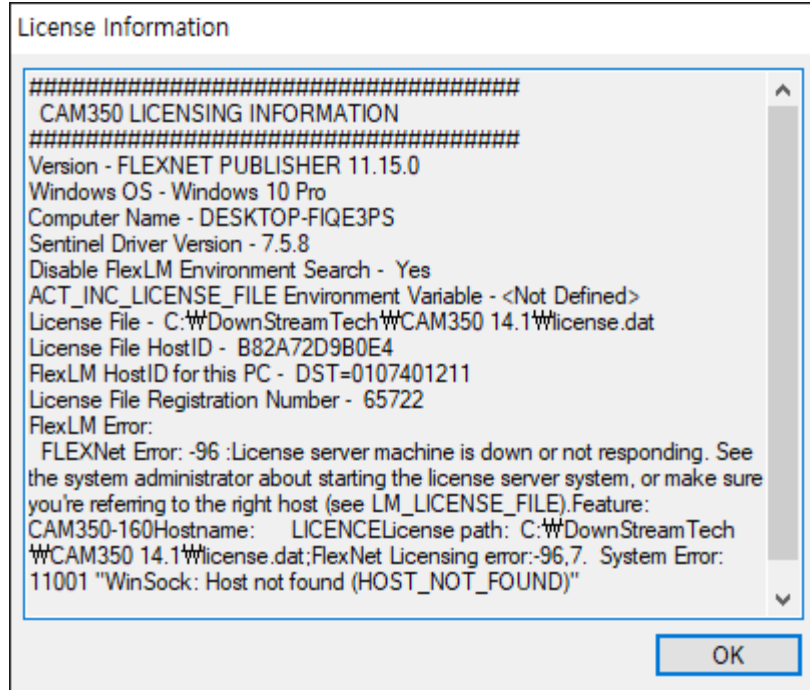 License Information
###################################
CAM350 LICENSING INFORMATION
###################################
Version - FLEXNET PUBLISHER 11.15.0
Windows OS - Windows 10 Pro
Computer Name - DESKTOP-FIQE3PS
Sentinel Driver Version - 7.5.8
Disable FlexLM Environment Search -  Yes
ACT_INC_LICENSE_FILE Environment Variable - <Not Defined>
License File -  C:₩DownStreamTech₩CAM350 14.1₩license.dat
License File HostID -  B82A72D9B0E4
FlexLM HostID for this PC -  DST=0107401211
License File Registration Number -  65722
FlexLM Error:
FLEXNet Error: -96 :License server machine is down or not responding. See
the system administrator about starting the license server system, or make sure
you're referring to the right host (see LM_LICENSE_FILE).Feature:
CAM350-160Hostname:      LICENCELicense path:  C:₩DownStreamTech
₩CAM350 14.1₩license.dat;FlexNet Licensing error:-96,7.  System Error:
11001 "WinSock: Host not found (HOST_NOT_FOUND)"
OK